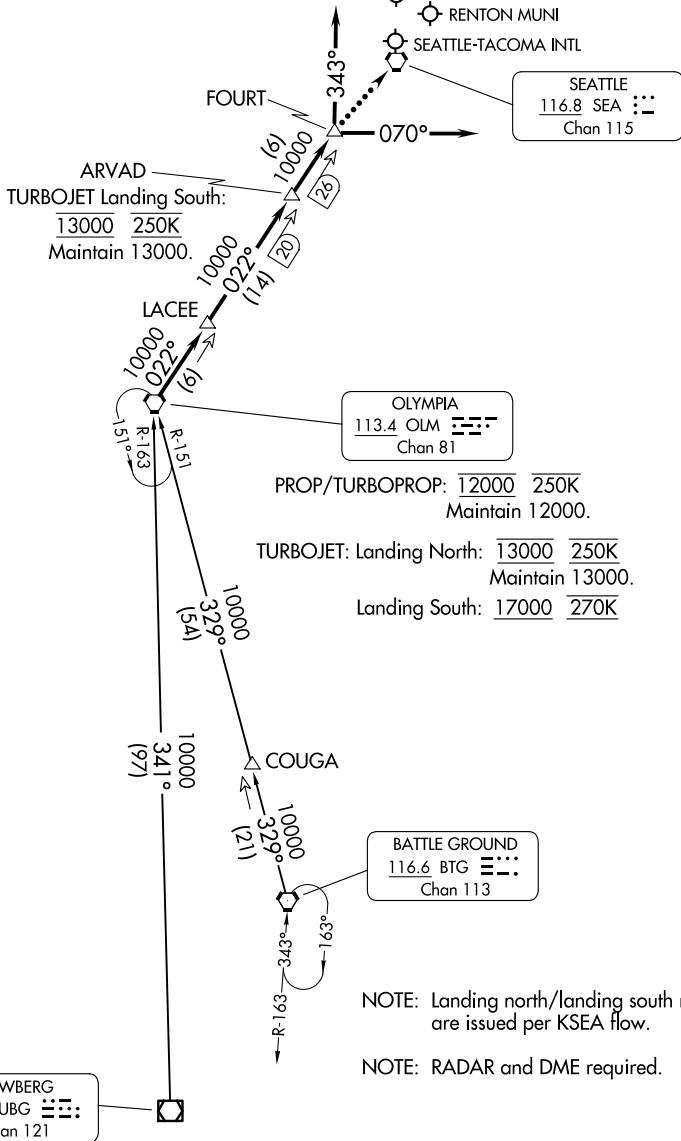 RENTON MUNI
SEATTLE-TACOMA INTL
SEATTLE
116.8 SEA
Chan 115
343°
FOURT
070°
(6)
10000
26
ARVAD
TURBOJET Landing South:
13000 250K
Maintain 13000.
10000
022°
(14)
20
LACEE
10000
022°
(6)
OLYMPIA
113.4 OLM
Chan 81
151°
R-163
R-151
PROP/TURBOPROP: 12000 250K
Maintain 12000.
TURBOJET: Landing North: 13000 250K
Maintain 13000.
Landing South: 17000 270K
10000
329°
(54)
10000
341°
(97)
COUGA
10000
329°
(21)
BATTLE GROUND
116.6 BTG
Chan 113
343°
163°
R-163
NOTE: Landing north/landing south
are issued per KSEA flow.
NOTE: RADAR and DME required.
WBERG
UBG
an 121